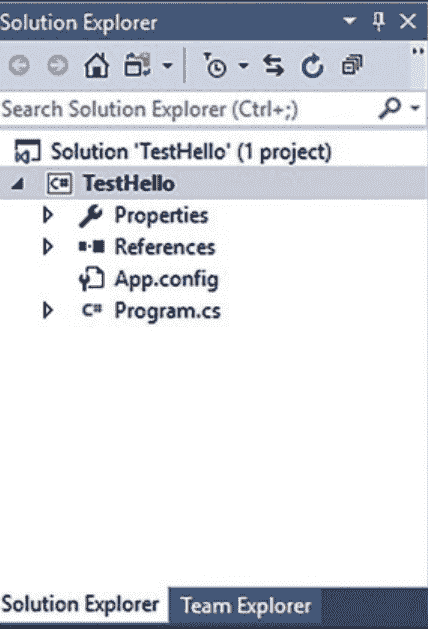 Solution Explorer
Search Solution Explorer (Ctrl+;)
Solution 'TestHello' (1 project)
C# TestHello
Properties
References
App.config
C# Program.cs
Solution Explorer Team Explorer